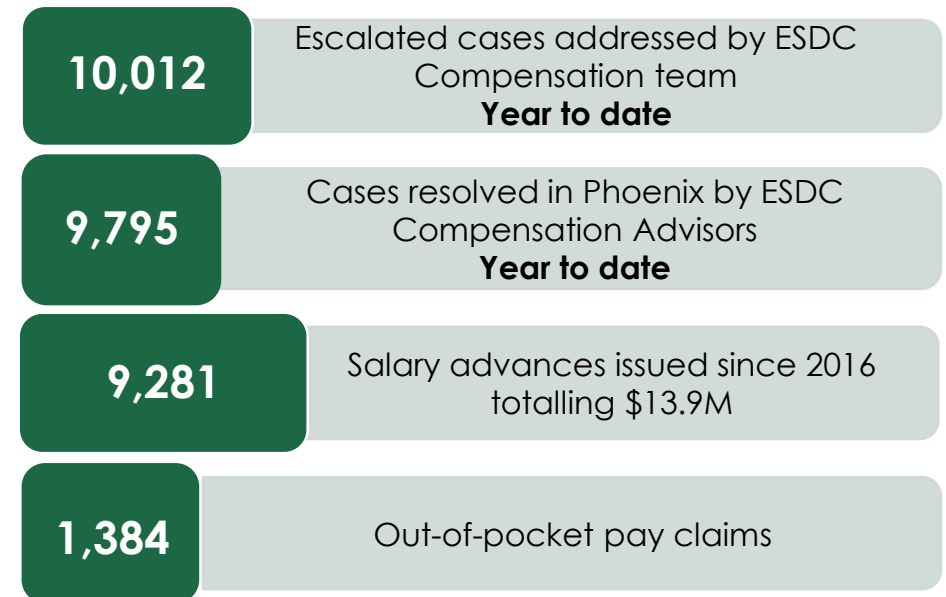 10,012
Escalated cases addressed by ESDC
Compensation team
Year to date
9,795
Cases resolved in Phoenix by ESDC
Compensation Advisors
Year to date
9,281
Salary advances issued since 2016
totalling $13.9M
1,384
Out-of-pocket pay claims